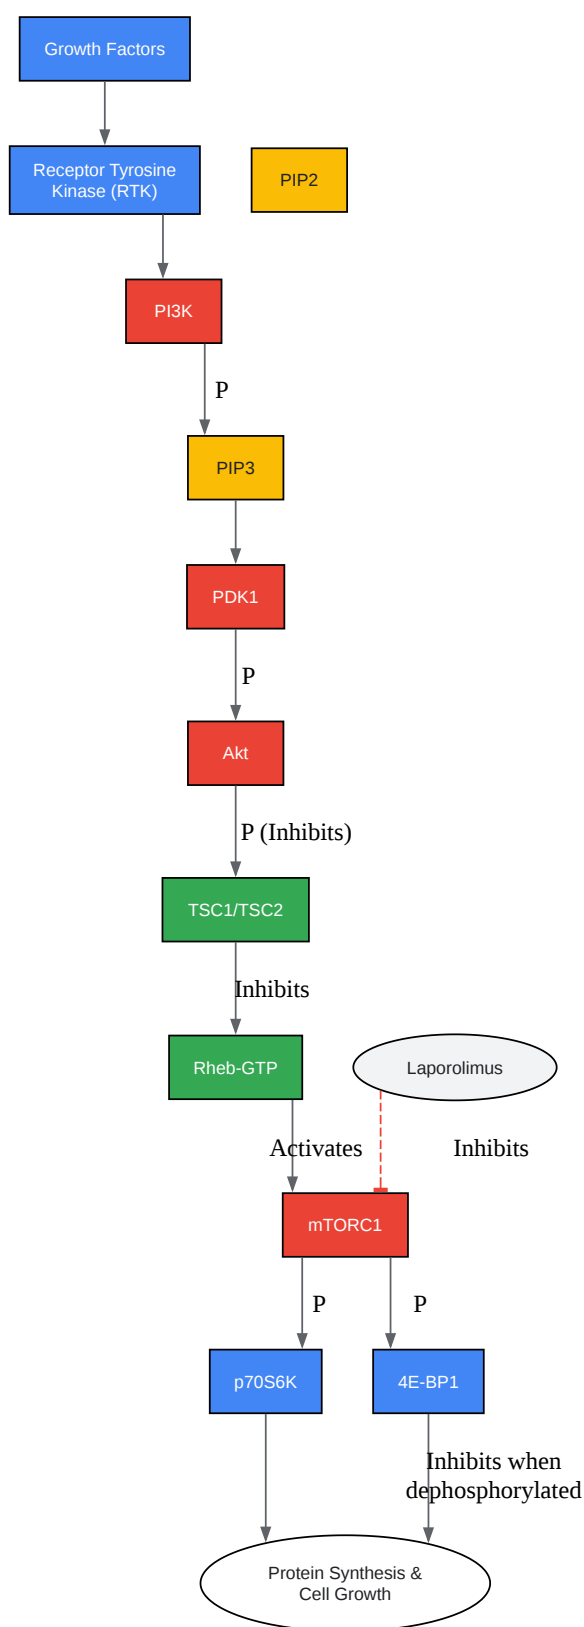 Growth Factors
Receptor Tyrosine
Kinase (RTK)
PIP2
PI3K
P
PIP3
PDK1
P
Akt
P (Inhibits)
TSC1/TSC2
Inhibits
Rheb-GTP
Laporolimus
Activates
Inhibits
mTORC1
P
P
p70S6K
4E-BP1
Inhibits when
dephosphorylated
Protein Synthesis &
Cell Growth